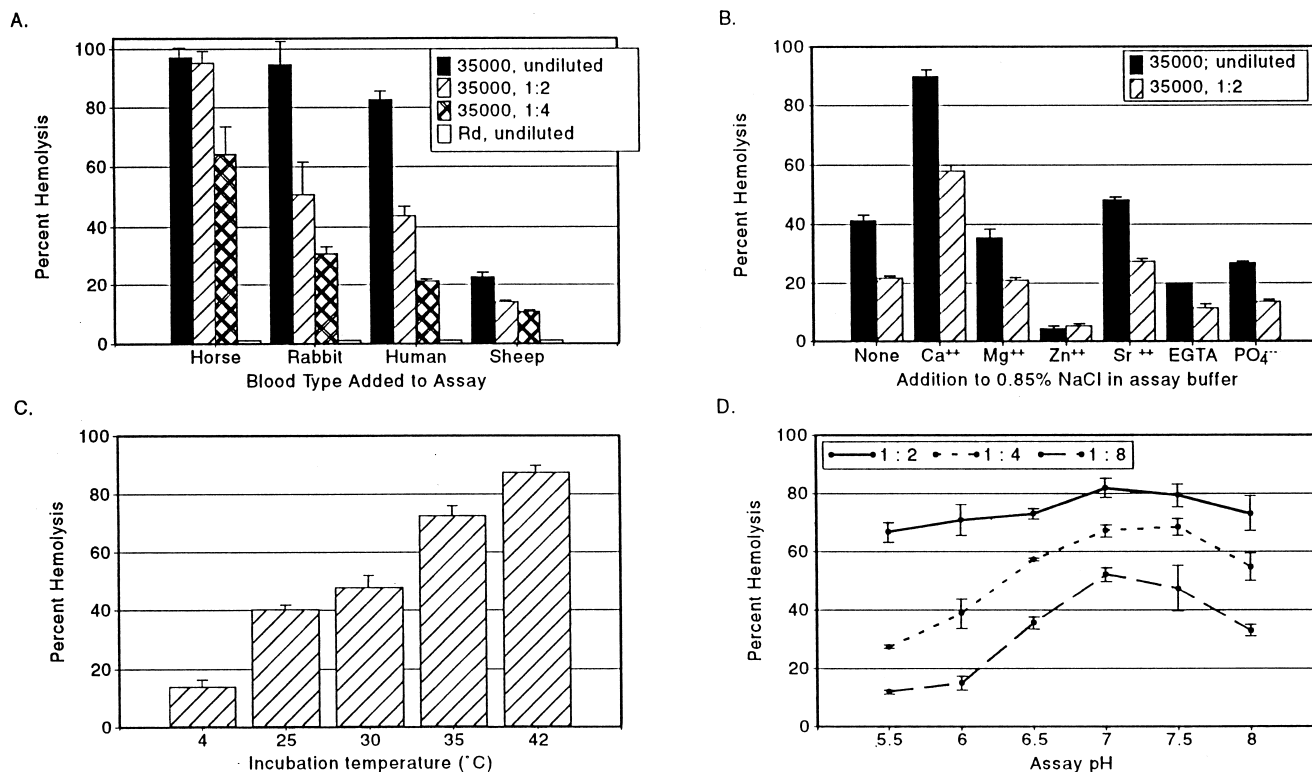 A.
Percent Hemolysis
100
80
60
40
20
0
35000, undiluted
35000, 1:2
35000, 1:4
Rd, undiluted
Horse Rabbit Human Sheep
Blood Type Added to Assay
B.
Percent Hemolysis
100
80
60
40
20
0
35000; undiluted
35000, 1:2
None Ca++ Mg++ Zn++ Sr ++ EGTA PO4--
Addition to 0.85% NaCl in assay buffer
C.
Percent Hemolysis
100
80
60
40
20
0
4 25 30 35 42
Incubation temperature (˚C)
D.
Percent Hemolysis
100
80
60
40
20
0
1 : 2 1 : 4 1 : 8
5.5 6 6.5 7 7.5 8
Assay pH